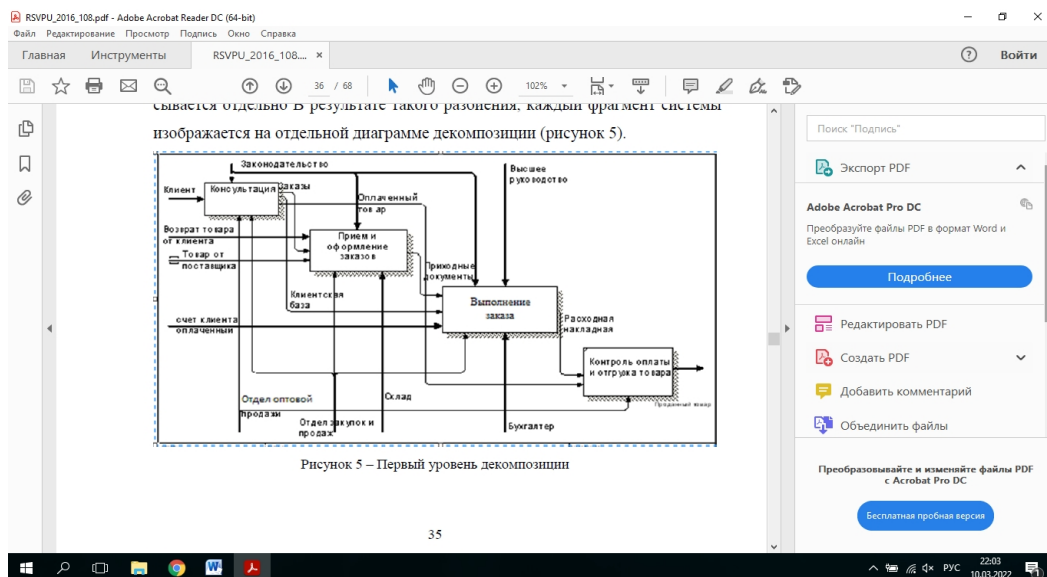 RSVPU_2016_108.pdf - Adobe Acrobat Reader DC (64-bit)
Файл Редактирование Просмотр Подпись Окно Справка
Главная Инструменты RSVPU_2016_108.... × Войти
36 / 68 102%
сывается отдельно В результате такого разбиения, каждый фрагмент системы
изображается на отдельной диаграмме декомпозиции (рисунок 5).
Законодательство
Высшее
руководство
Клиент
Консультация
Заказы
Оплаченный
товар
Возврат товара
от клиента
Прием и
оформление
заказов
Товар от
поставщика
Приходные
документы
Клиентская
база
Выполнение
заказа
счет клиента
оплаченный
Расходная
накладная
Контроль оплаты
и отгрузка товара
Проданный товар
Отдел оптовой
продажи
Склад
Отдел закупок и
продаж
Бухгалтер
Рисунок 5 – Первый уровень декомпозиции
35
Поиск "Подпись"
Экспорт PDF
Adobe Acrobat Pro DC
Преобразуйте файлы PDF в формат Word и
Excel онлайн
Подробнее
Редактировать PDF
Создать PDF
Добавить комментарий
Объединить файлы
Преобразовывайте и изменяйте файлы PDF
с Acrobat Pro DC
Бесплатная пробная версия
РУС
22:03
10.03.2022